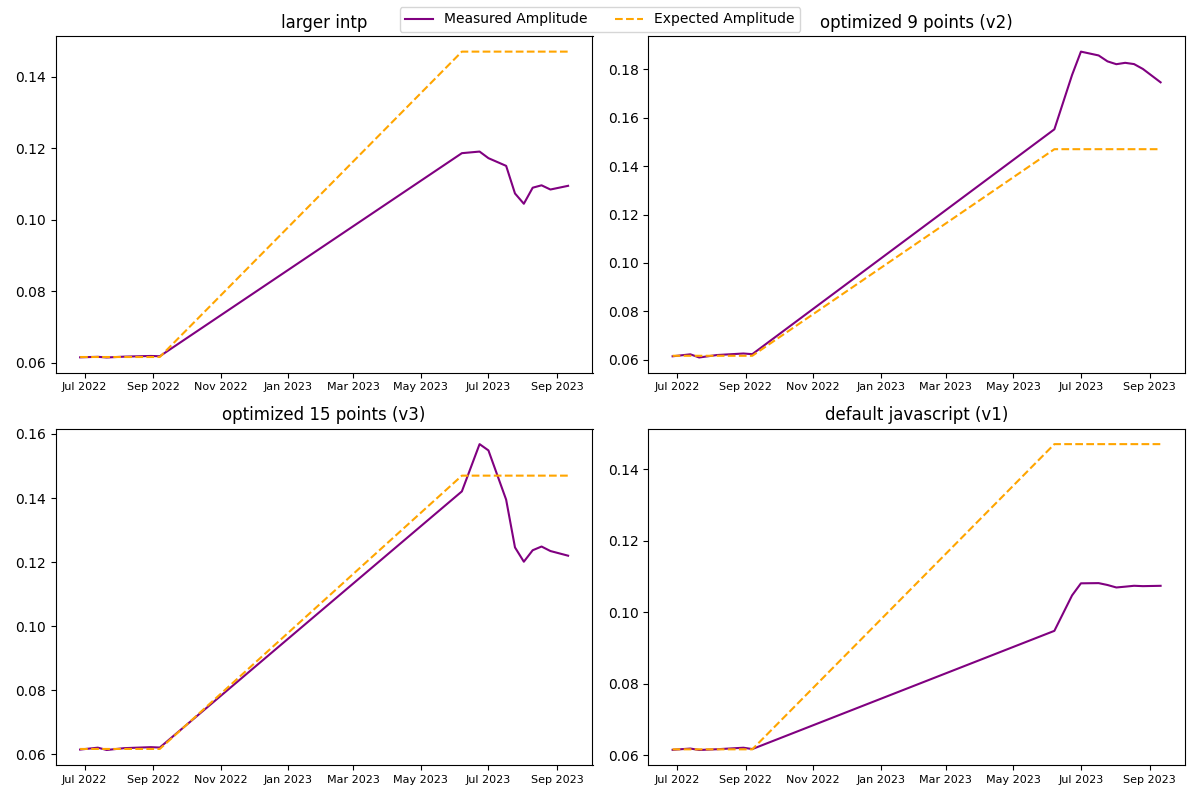 Measured Amplitude
Expected Amplitude
larger intp
0.14
0.12
0.10
0.08
0.06
Jul 2022 Sep 2022 Nov 2022 Jan 2023 Mar 2023 May 2023 Jul 2023 Sep 2023
optimized 9 points (v2)
0.18
0.16
0.14
0.12
0.10
0.08
0.06
Jul 2022 Sep 2022 Nov 2022 Jan 2023 Mar 2023 May 2023 Jul 2023 Sep 2023
optimized 15 points (v3)
0.16
0.14
0.12
0.10
0.08
0.06
Jul 2022 Sep 2022 Nov 2022 Jan 2023 Mar 2023 May 2023 Jul 2023 Sep 2023
default javascript (v1)
0.14
0.12
0.10
0.08
0.06
Jul 2022 Sep 2022 Nov 2022 Jan 2023 Mar 2023 May 2023 Jul 2023 Sep 2023